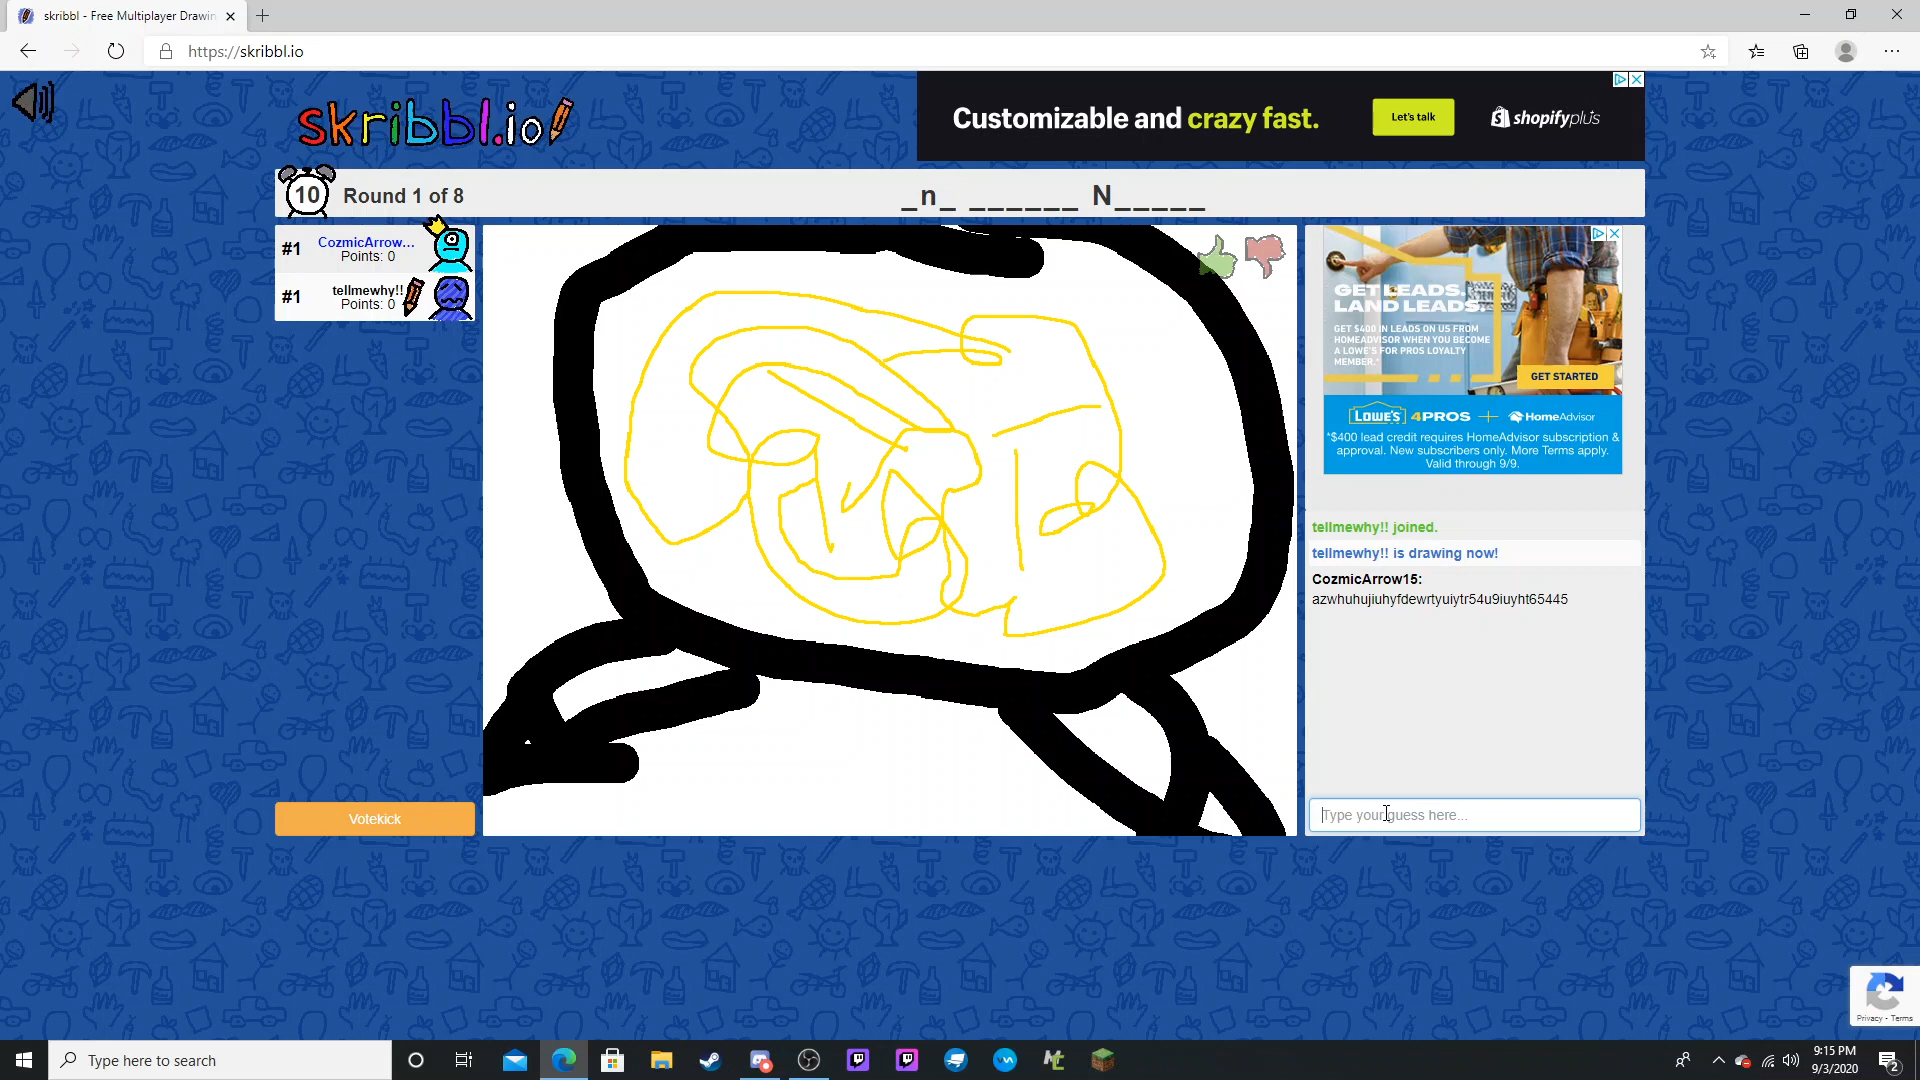 skribbl - Free Multiplayer Drawin
https://skribbl.io
skribbl.io
Customizable and crazy fast.
Let's talk
shopifyplus
10
Round 1 of 8
_n_ ______ N_____
#1
CozmicArrow...
Points: 0
#1
tellmewhy!!
Points: 0
GET LEADS.
LAND LEADS.
GET $400 IN LEADS ON US FROM
HOMEADVISOR WHEN YOU BECOME
A LOWE'S FOR PROS LOYALTY
MEMBER.*
GET STARTED
LOWE'S 4PROS + HomeAdvisor
*$400 lead credit requires HomeAdvisor subscription &
approval. New subscribers only. More Terms apply.
Valid through 9/9.
tellmewhy!! joined.
tellmewhy!! is drawing now!
CozmicArrow15:
azwhuhujiuhyfdewrtyuiytr54u9iuyht65445
Votekick
Type your guess here...
Privacy - Terms
Type here to search
9:15 PM
9/3/2020
2